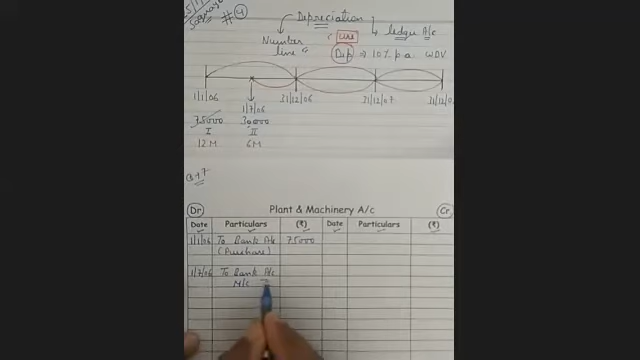 #4
Depreciation
Number line
ledger A/c
Dep ⇒ 10% p.a WDV
1/1/06
1/7/06
31/12/06
31/12/07
75000
30000
I
II
12 M
6M
Q+7
Dr
Plant & Machinery A/c
Cr
Date Particulars (₹) Date Particulars (₹)
1/1/06 To Bank A/c 75000
(Purchase)
1/7/06 To Bank A/c
M/c